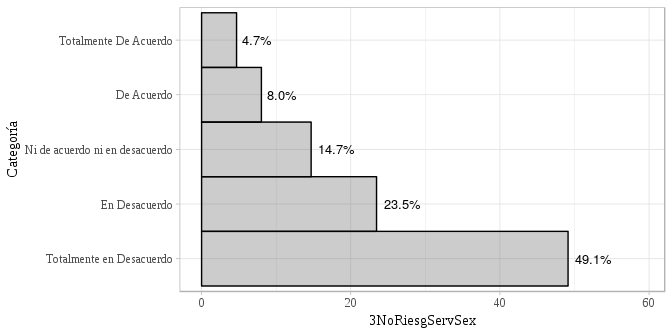 Totalmente De Acuerdo
4.7%
De Acuerdo
8.0%
Ni de acuerdo ni en desacuerdo
14.7%
En Desacuerdo
23.5%
Totalmente en Desacuerdo
49.1%
Categoría
0
20
40
60
3NoRiesgServSex